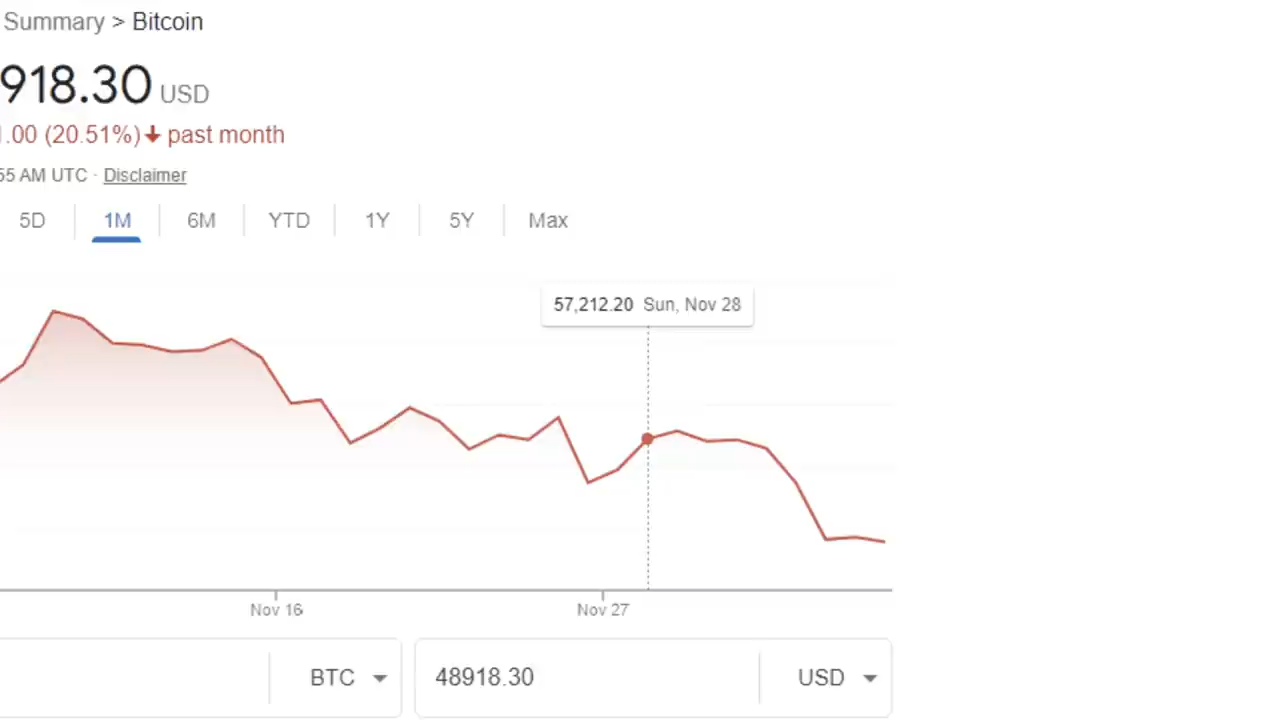 Summary > Bitcoin
918.30 USD
.00 (20.51%) past month
55 AM UTC · Disclaimer
5D 1M 6M YTD 1Y 5Y Max
57,212.20 Sun, Nov 28
Nov 16 Nov 27
BTC 48918.30 USD